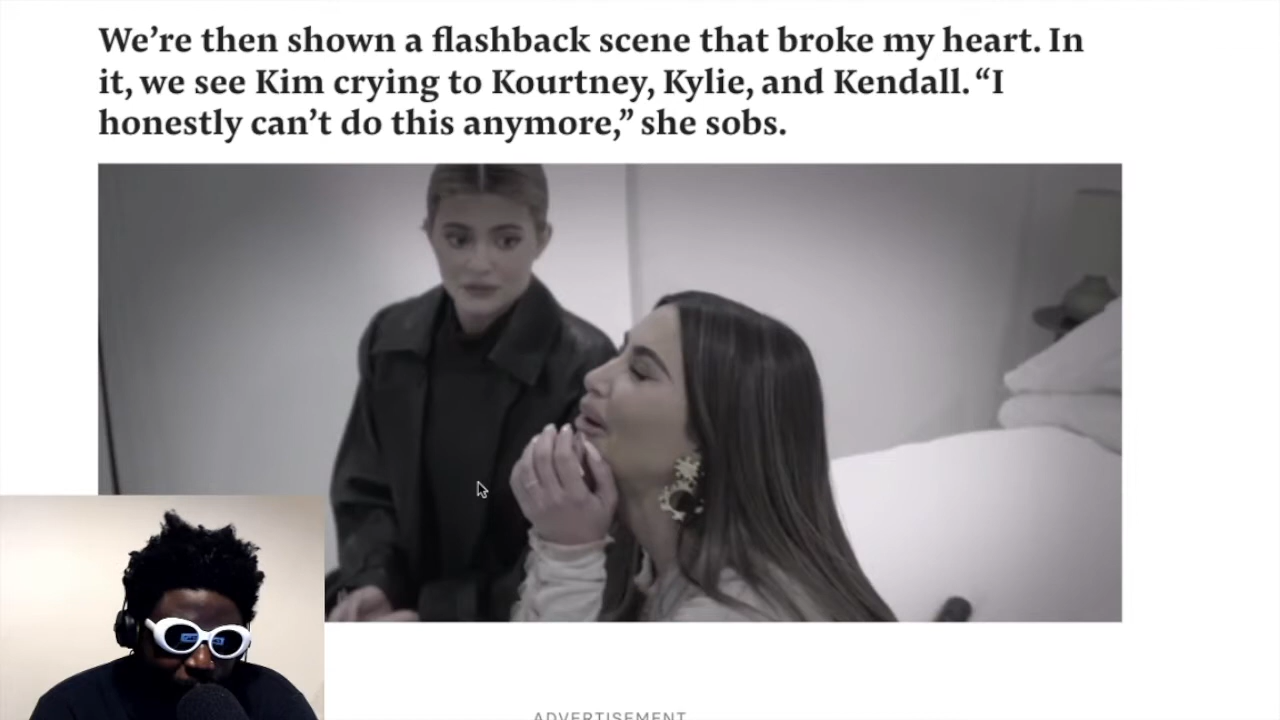 We’re then shown a flashback scene that broke my heart. In
it, we see Kim crying to Kourtney, Kylie, and Kendall. “I
honestly can’t do this anymore,” she sobs.
ADVERTISEMENT